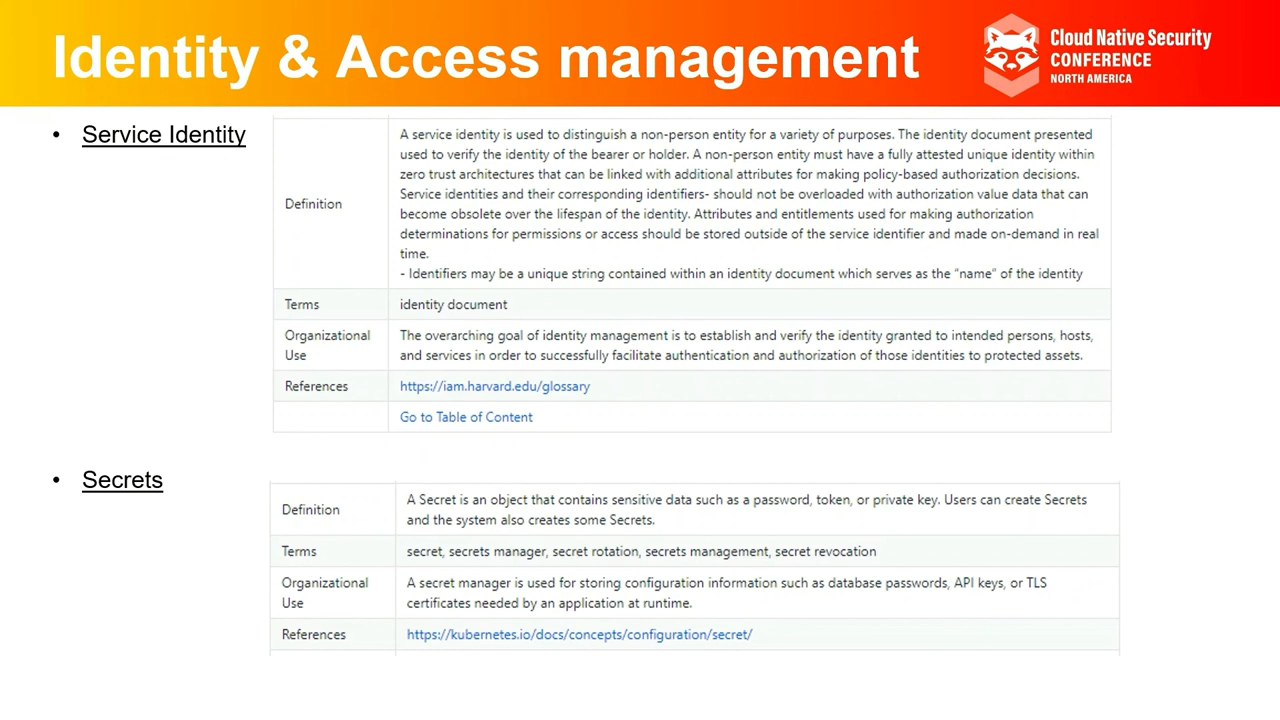 Identity & Access management
Cloud Native Security
CONFERENCE
NORTH AMERICA
• Service Identity
Definition
A service identity is used to distinguish a non-person entity for a variety of purposes. The identity document presented
used to verify the identity of the bearer or holder. A non-person entity must have a fully attested unique identity within
zero trust architectures that can be linked with additional attributes for making policy-based authorization decisions.
Service identities and their corresponding identifiers- should not be overloaded with authorization value data that can
become obsolete over the lifespan of the identity. Attributes and entitlements used for making authorization
determinations for permissions or access should be stored outside of the service identifier and made on-demand in real
time.
- Identifiers may be a unique string contained within an identity document which serves as the “name” of the identity
Terms
identity document
Organizational
Use
The overarching goal of identity management is to establish and verify the identity granted to intended persons, hosts,
and services in order to successfully facilitate authentication and authorization of those identities to protected assets.
References
https://iam.harvard.edu/glossary
Go to Table of Content
• Secrets
Definition
A Secret is an object that contains sensitive data such as a password, token, or private key. Users can create Secrets
and the system also creates some Secrets.
Terms
secret, secrets manager, secret rotation, secrets management, secret revocation
Organizational
Use
A secret manager is used for storing configuration information such as database passwords, API keys, or TLS
certificates needed by an application at runtime.
References
https://kubernetes.io/docs/concepts/configuration/secret/